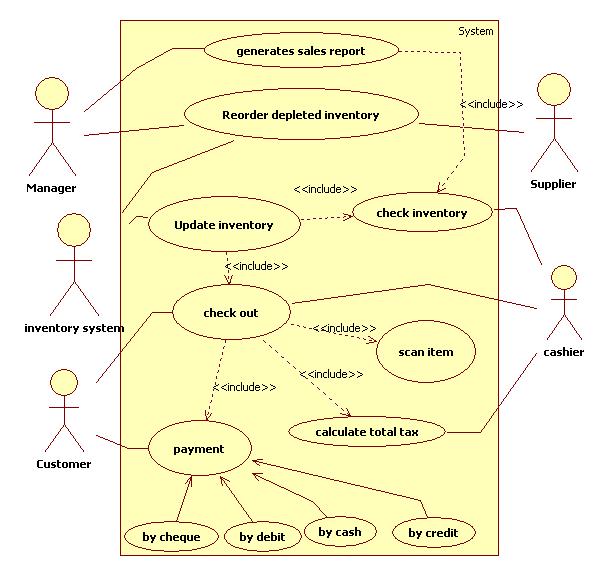 System
generates sales report
<<include>>
Reorder depleted inventory
Manager
Supplier
<<include>>
check inventory
Update inventory
<<include>>
inventory system
check out
<<include>>
scan item
cashier
<<include>>
<<include>>
calculate total tax
Customer
payment
by cheque
by debit
by cash
by credit